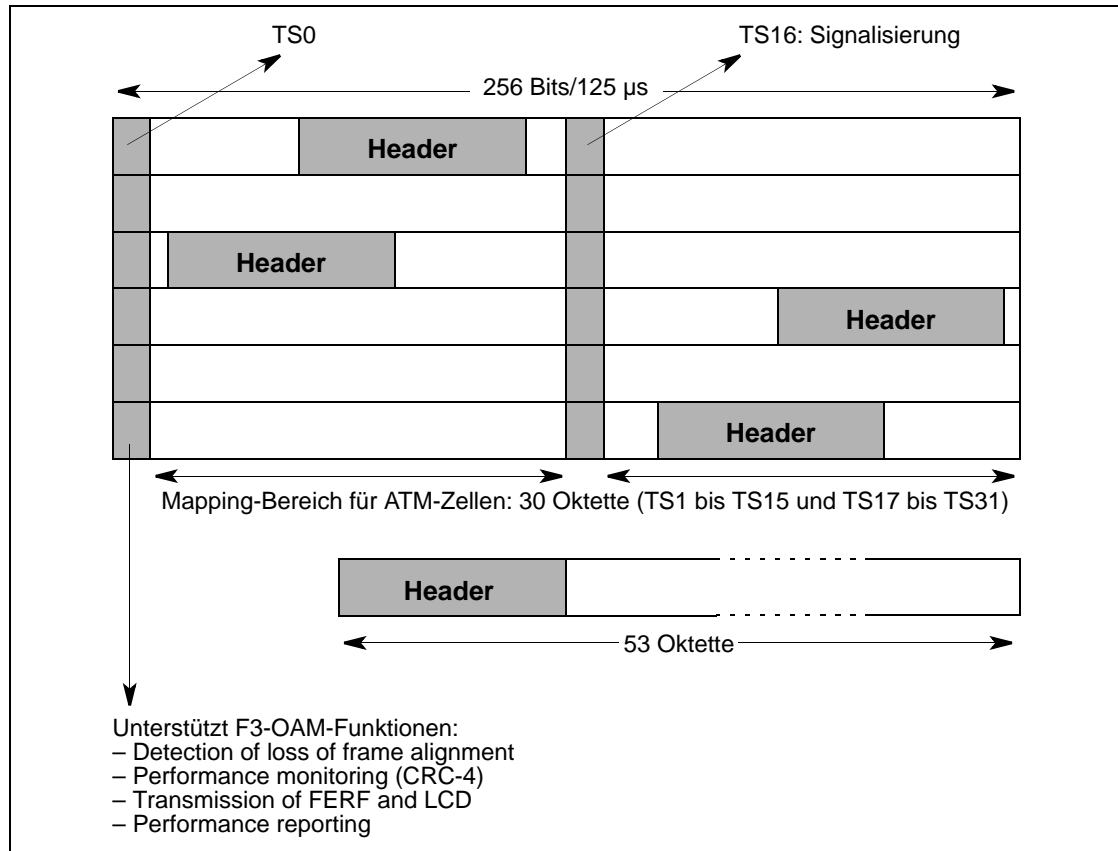 TS0
TS16: Signalisierung
256 Bits/125 µs
Header
Header
Header
Header
Mapping-Bereich für ATM-Zellen: 30 Oktette (TS1 bis TS15 und TS17 bis TS31)
Header
53 Oktette
Unterstützt F3-OAM-Funktionen:
– Detection of loss of frame alignment
– Performance monitoring (CRC-4)
– Transmission of FERF and LCD
– Performance reporting